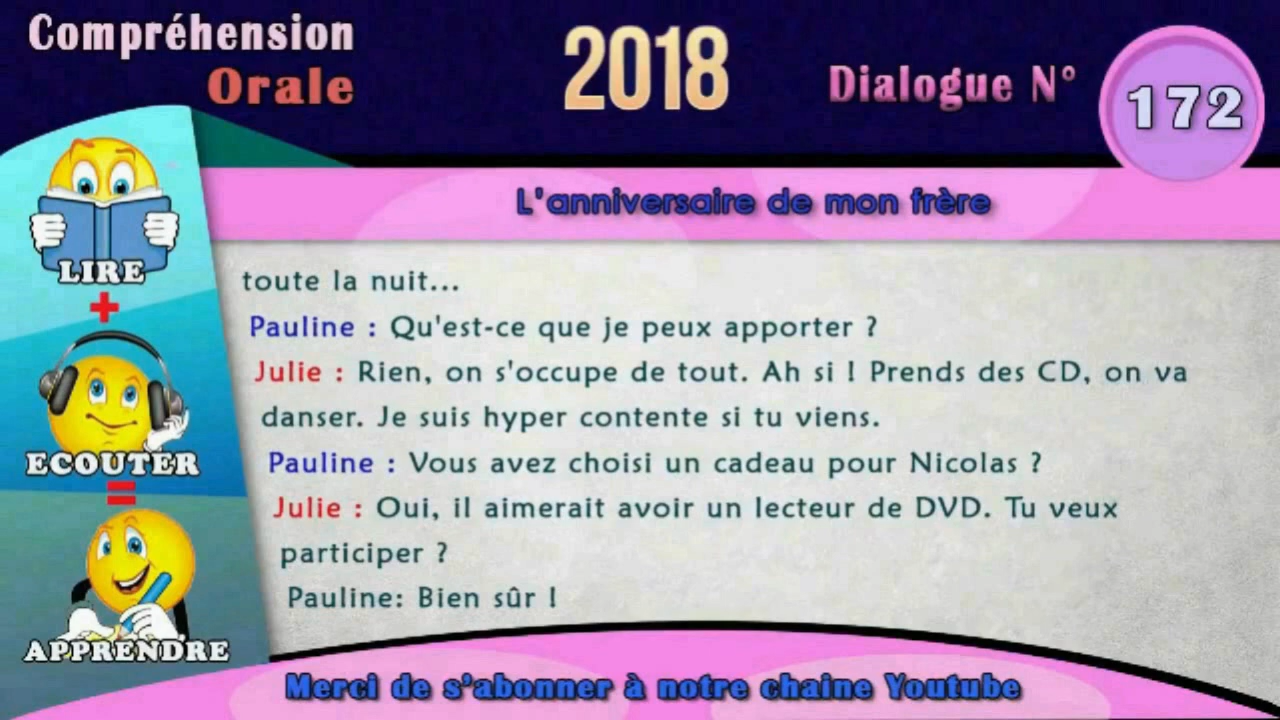 Compréhension
Orale
2018
Dialogue N°
172
L'anniversaire de mon frère
LIRE
+
ECOUTER
=
APPRENDRE
toute la nuit...
Pauline : Qu'est-ce que je peux apporter ?
Julie : Rien, on s'occupe de tout. Ah si ! Prends des CD, on va
danser. Je suis hyper contente si tu viens.
Pauline : Vous avez choisi un cadeau pour Nicolas ?
Julie : Oui, il aimerait avoir un lecteur de DVD. Tu veux
participer ?
Pauline: Bien sûr !
Merci de s'abonner à notre chaine Youtube